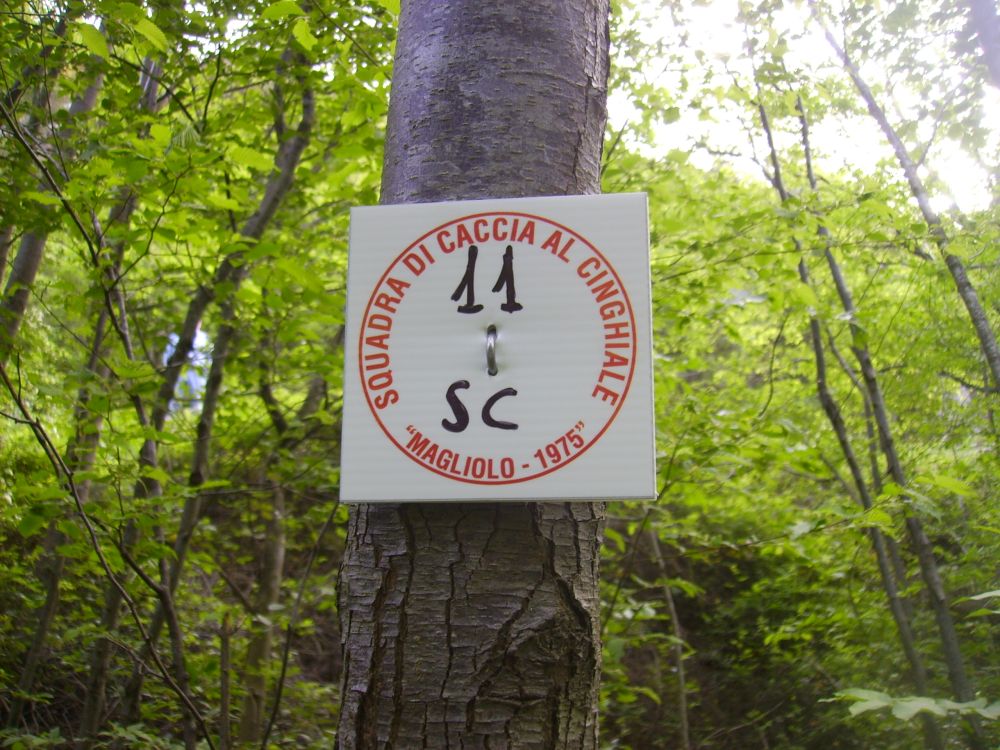 SQUADRA DI CACCIA AL CINGHIALE
11
SC
"MAGLIOLO - 1975"